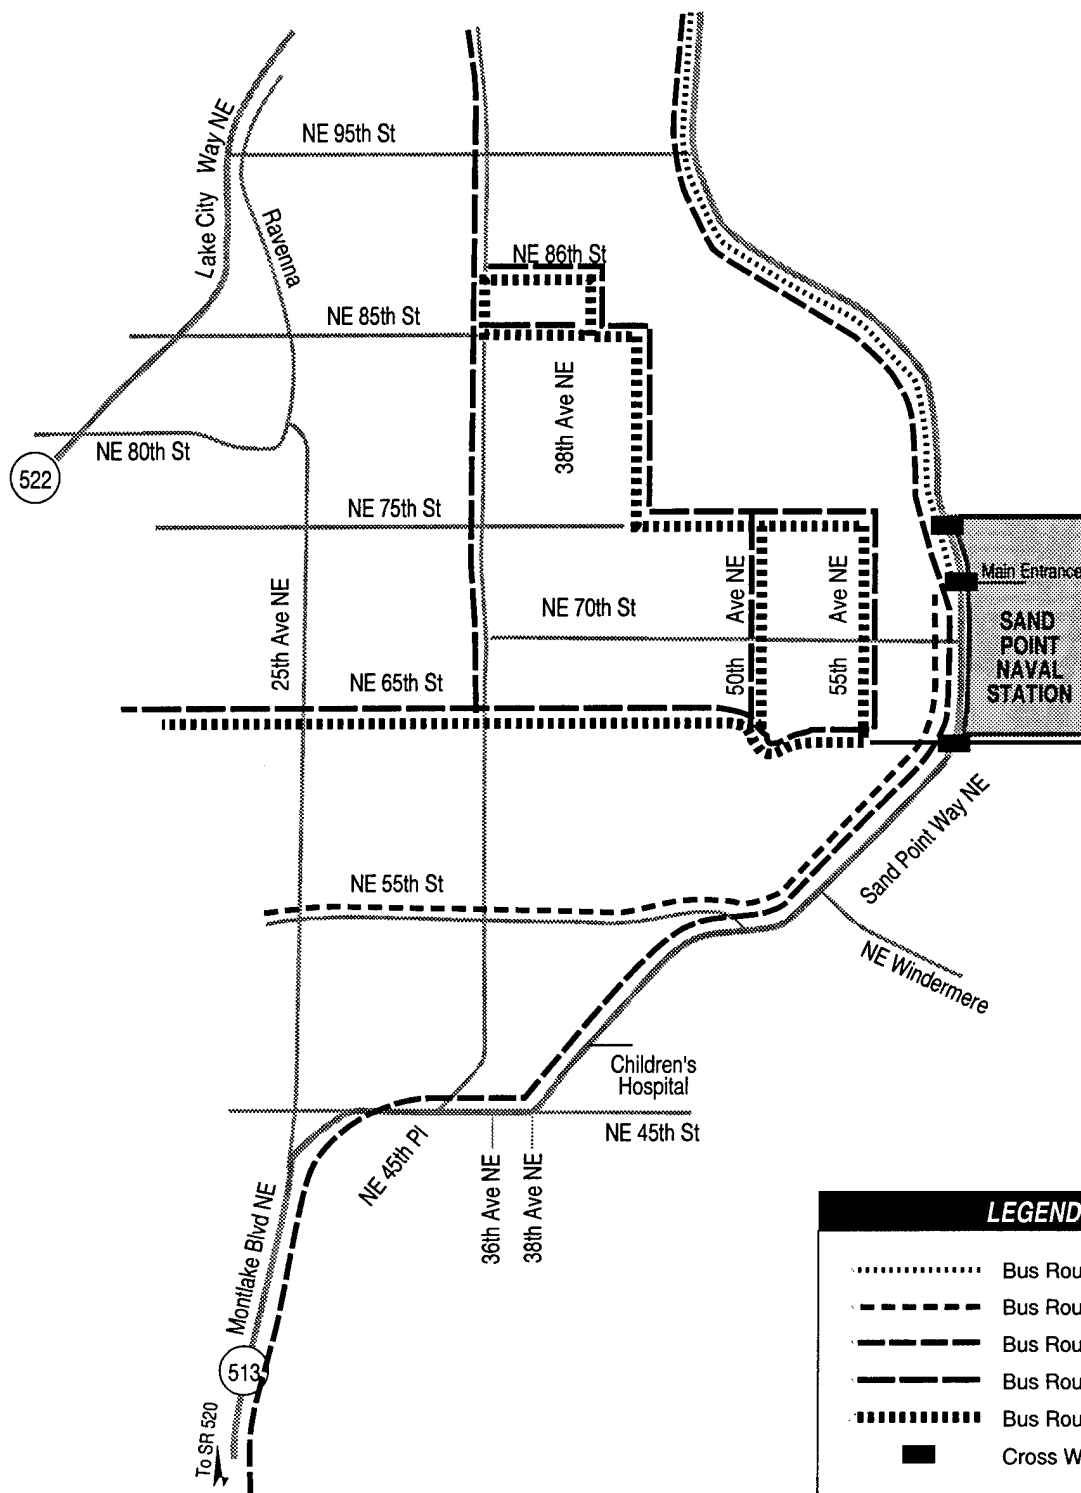 Lake City Way NE
NE 95th St
Ravenna
NE 86th St
NE 85th St
38th Ave NE
NE 80th St
522
NE 75th St
Main Entrance
25th Ave NE
50th Ave NE
55th Ave NE
NE 70th St
SAND
POINT
NAVAL
STATION
NE 65th St
Sand Point Way NE
NE 55th St
NE Windermere
Children's
Hospital
NE 45th St
NE 45th Pl
36th Ave NE
38th Ave NE
Montlake Blvd NE
513
To SR 520
LEGEND
Bus Rou
Bus Rou
Bus Rou
Bus Rou
Bus Rou
Cross W